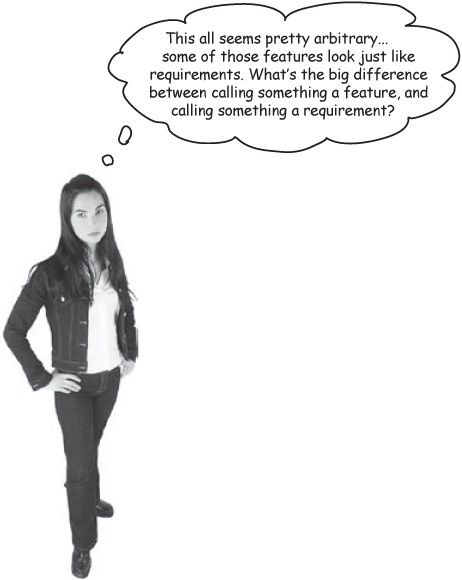 This all seems pretty arbitrary...
some of those features look just like
requirements. What's the big difference
between calling something a feature, and
calling something a requirement?